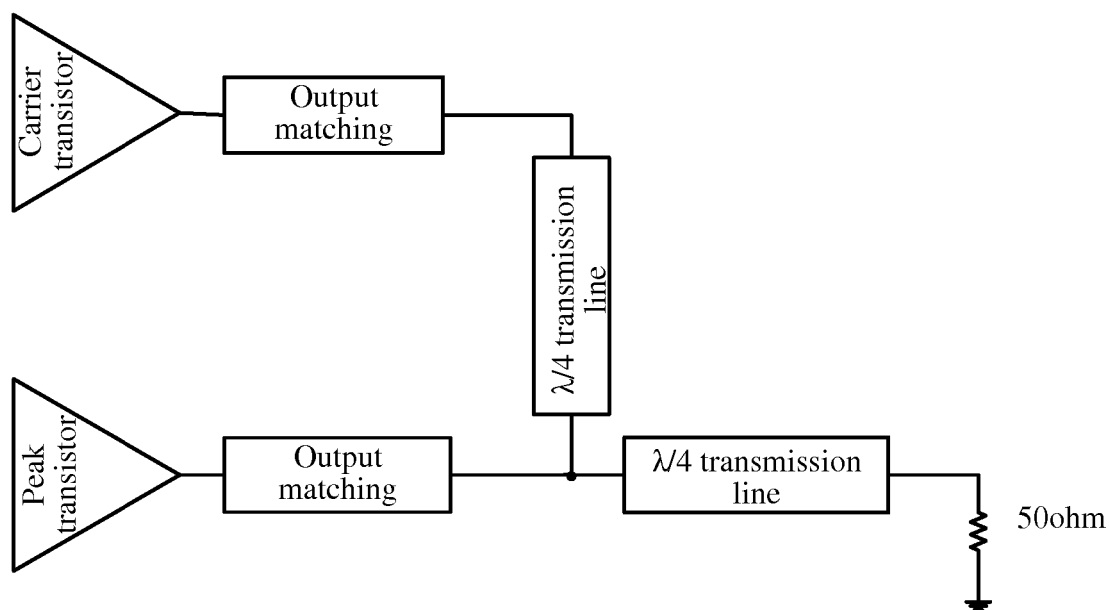 Carrier
transistor
Output
matching
λ/4 transmission
line
Peak
transistor
Output
matching
λ/4 transmission
line
50ohm